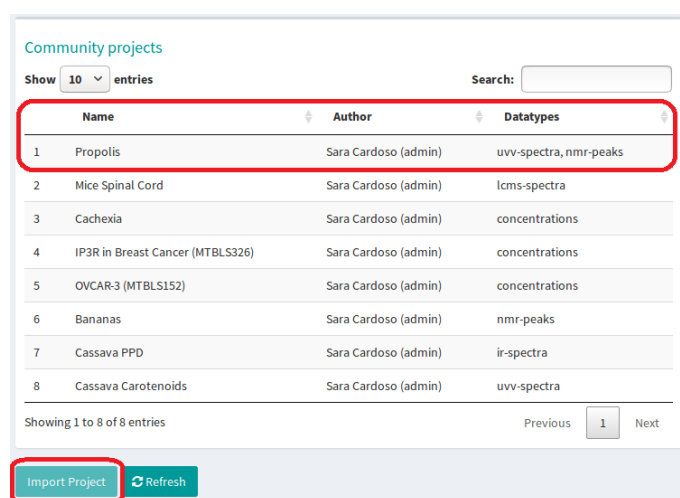 Community projects
Show 10 entries Search:
Name Author Datatypes
1 Propolis Sara Cardoso (admin) uvv-spectra, nmr-peaks
2 Mice Spinal Cord Sara Cardoso (admin) lcms-spectra
3 Cachexia Sara Cardoso (admin) concentrations
4 IP3R in Breast Cancer (MTBLS326) Sara Cardoso (admin) concentrations
5 OVCAR-3 (MTBLS152) Sara Cardoso (admin) concentrations
6 Bananas Sara Cardoso (admin) nmr-peaks
7 Cassava PPD Sara Cardoso (admin) ir-spectra
8 Cassava Carotenoids Sara Cardoso (admin) uvv-spectra
Showing 1 to 8 of 8 entries Previous 1 Next
Import Project Refresh